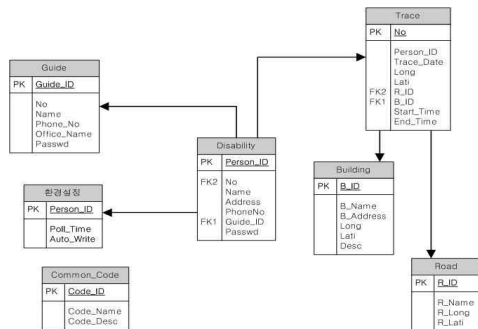 Trace
PK No
Person_ID
Trace_Date
Long
Lati
FK2 R_ID
FK1 B_ID
Start_Time
End_Time
Guide
PK Guide_ID
No
Name
Phone_No
Office_Name
Passwd
Disability
PK Person_ID
FK2 No
Name
Address
PhoneNo
FK1 Guide_ID
Passwd
Building
PK B_ID
B_Name
B_Address
Long
Lati
Desc
환경설정
PK Person_ID
Poll_Time
Auto_Write
Common_Code
PK Code_ID
Code_Name
Code_Desc
Road
PK R_ID
R_Name
R_Long
R_Lati